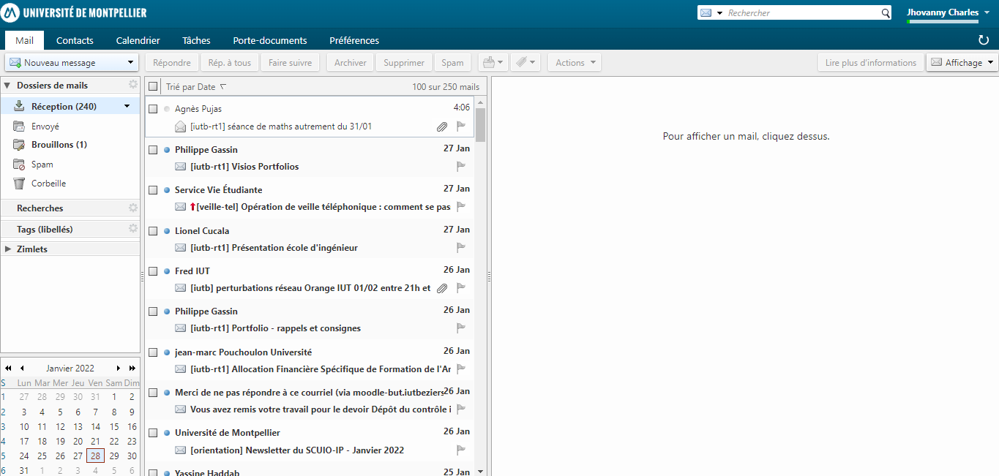 UNIVERSITÉ DE MONTPELLIER
Rechercher
Jhovanny Charles
Mail Contacts Calendrier Tâches Porte-documents Préférences
Nouveau message Répondre Rép. à tous Faire suivre Archiver Supprimer Spam Actions Lire plus d'informations Affichage
Dossiers de mails
Réception (240)
Envoyé
Brouillons (1)
Spam
Corbeille
Recherches
Tags (libellés)
Zimlets
Janvier 2022
S Lun Mar Mer Jeu Ven Sam Dim
1 27 28 29 30 31 1 2
2 3 4 5 6 7 8 9
3 10 11 12 13 14 15 16
4 17 18 19 20 21 22 23
5 24 25 26 27 28 29 30
6 31 1 2 3 4 5 6
Trié par Date 100 sur 250 mails
Agnès Pujas 4:06
[iutb-rt1] séance de maths autrement du 31/01
Philippe Gassin 27 Jan
[iutb-rt1] Visios Portfolios
Service Vie Étudiante 27 Jan
[veille-tel] Opération de veille téléphonique : comment se pas
Lionel Cucala 27 Jan
[iutb-rt1] Présentation école d'ingénieur
Fred IUT 26 Jan
[iutb] perturbations réseau Orange IUT 01/02 entre 21h et
Philippe Gassin 26 Jan
[iutb-rt1] Portfolio - rappels et consignes
jean-marc Pouchoulon Université 26 Jan
[iutb-rt1] Allocation Financière Spécifique de Formation de l'Ar
Merci de ne pas répondre à ce courriel (via moodle-but.iutbeziers 26 Jan
Vous avez remis votre travail pour le devoir Dépôt du contrôle i
Université de Montpellier 26 Jan
[orientation] Newsletter du SCUIO-IP - Janvier 2022
Yassine Haddab 25 Jan
Pour afficher un mail, cliquez dessus.